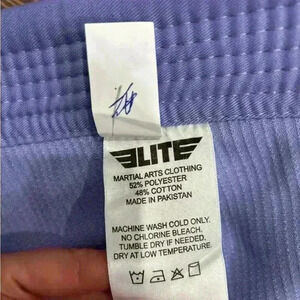 ELITE
MARTIAL ARTS CLOTHING
52% POLYESTER
48% COTTON
MADE IN PAKISTAN
MACHINE WASH COLD ONLY.
NO CHLORINE BLEACH.
TUMBLE DRY IF NEEDED,
DRY AT LOW TEMPERATURE